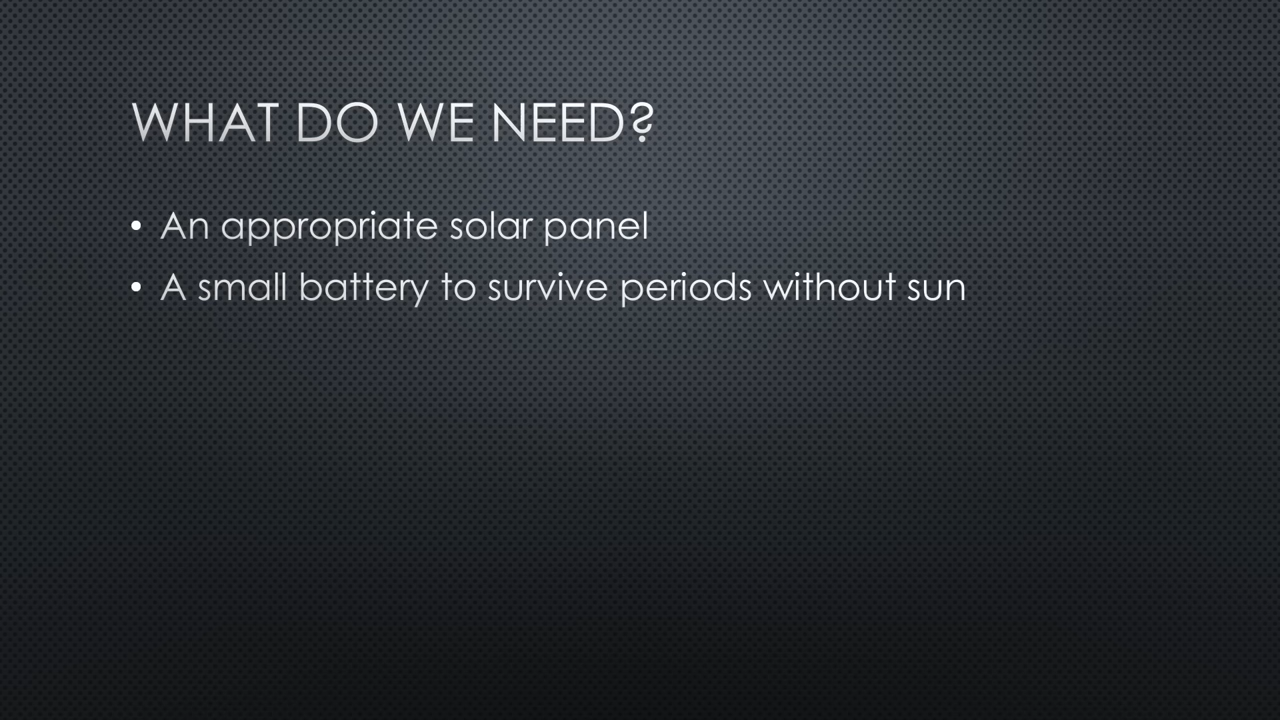 WHAT DO WE NEED?
• An appropriate solar panel
• A small battery to survive periods without sun